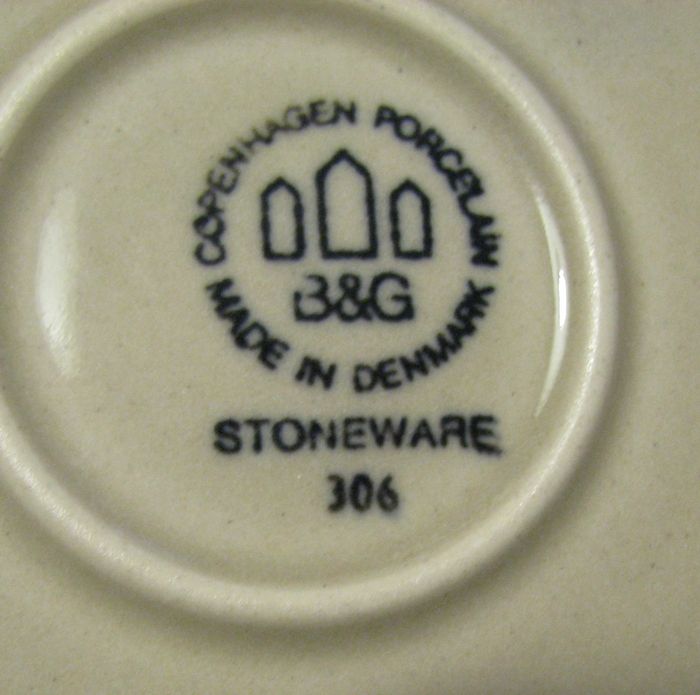 COPENHAGEN PORCELAIN
B&G
MADE IN DENMARK
STONEWARE
306